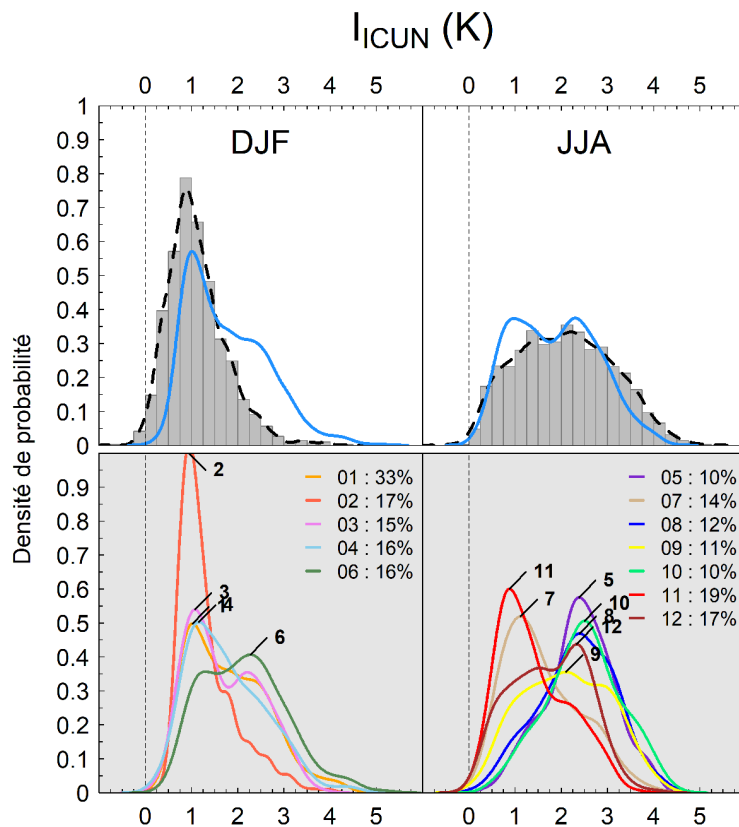 I_ICUN (K)
0 1 2 3 4 5 0 1 2 3 4 5
DJF
JJA
Densité de probabilité
1
0.9
0.8
0.7
0.6
0.5
0.4
0.3
0.2
0.1
0
0.9
0.8
0.7
0.6
0.5
0.4
0.3
0.2
0.1
0
2
3
1
4
6
01 : 33%
02 : 17%
03 : 15%
04 : 16%
06 : 16%
11
7
5
10
8
12
9
05 : 10%
07 : 14%
08 : 12%
09 : 11%
10 : 10%
11 : 19%
12 : 17%
0 1 2 3 4 5 0 1 2 3 4 5